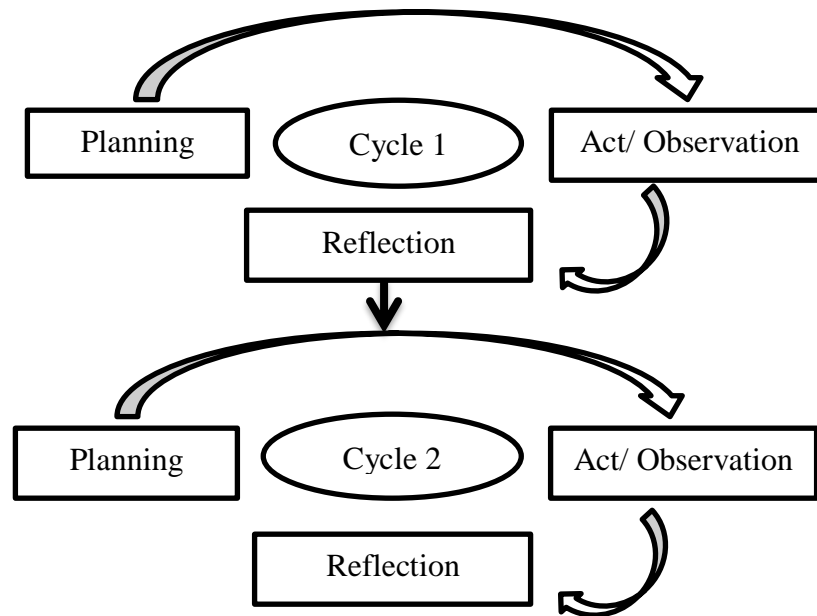 Planning
Cycle 1
Act/ Observation
Reflection
Planning
Cycle 2
Act/ Observation
Reflection